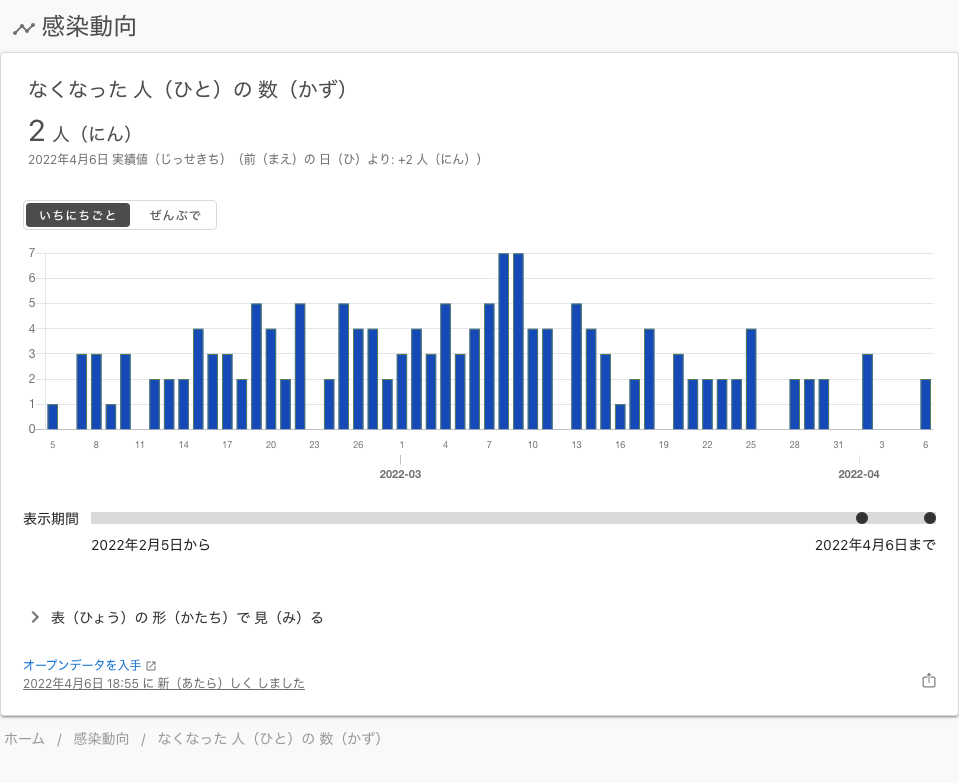 感染動向
なくなった 人（ひと）の 数（かず）
2 人（にん）
2022年4月6日 実績値（じっせきち）（前（まえ）の 日（ひ）より: +2 人（にん））
いちにちごと ぜんぶで
7
6
5
4
3
2
1
0
5 8 11 14 17 20 23 26 1 4 7 10 13 16 19 22 25 28 31 3 6
2022-03 2022-04
表示期間
2022年2月5日から 2022年4月6日まで
表（ひょう）の 形（かたち）で 見（み）る
オープンデータを入手
2022年4月6日 18:55 に 新（あたら）しく しました
ホーム / 感染動向 / なくなった 人（ひと）の 数（かず）